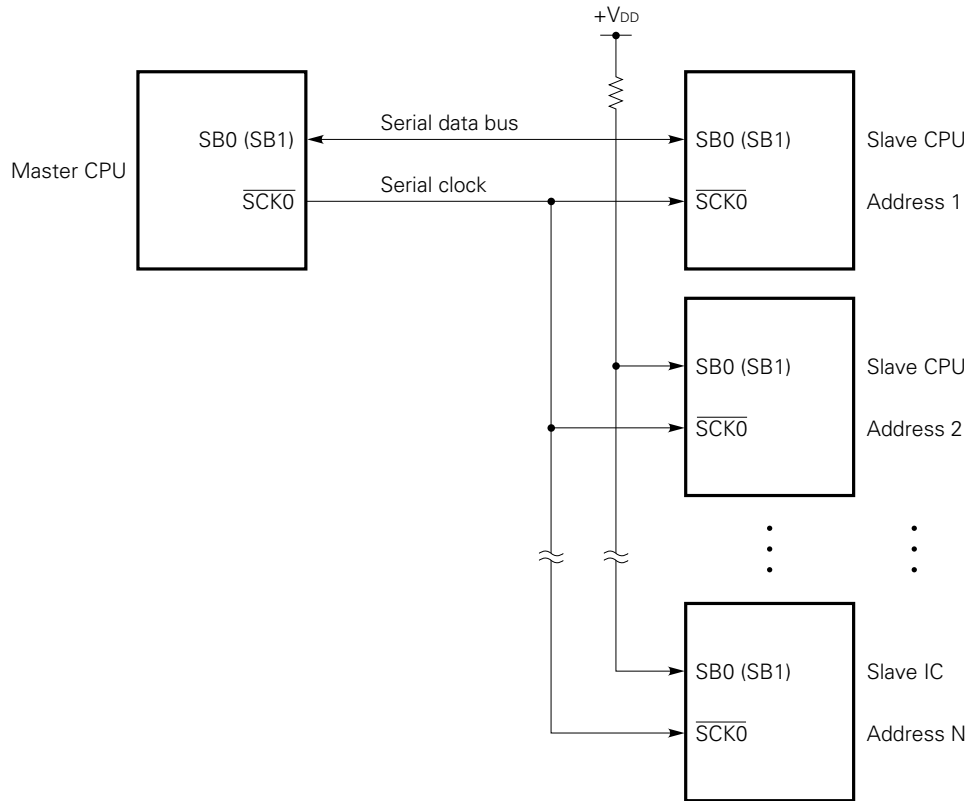 +VDD
Master CPU
SB0 (SB1)
SCK0
Serial data bus
Serial clock
SB0 (SB1)
SCK0
Slave CPU
Address 1
SB0 (SB1)
SCK0
Slave CPU
Address 2
SB0 (SB1)
SCK0
Slave IC
Address N